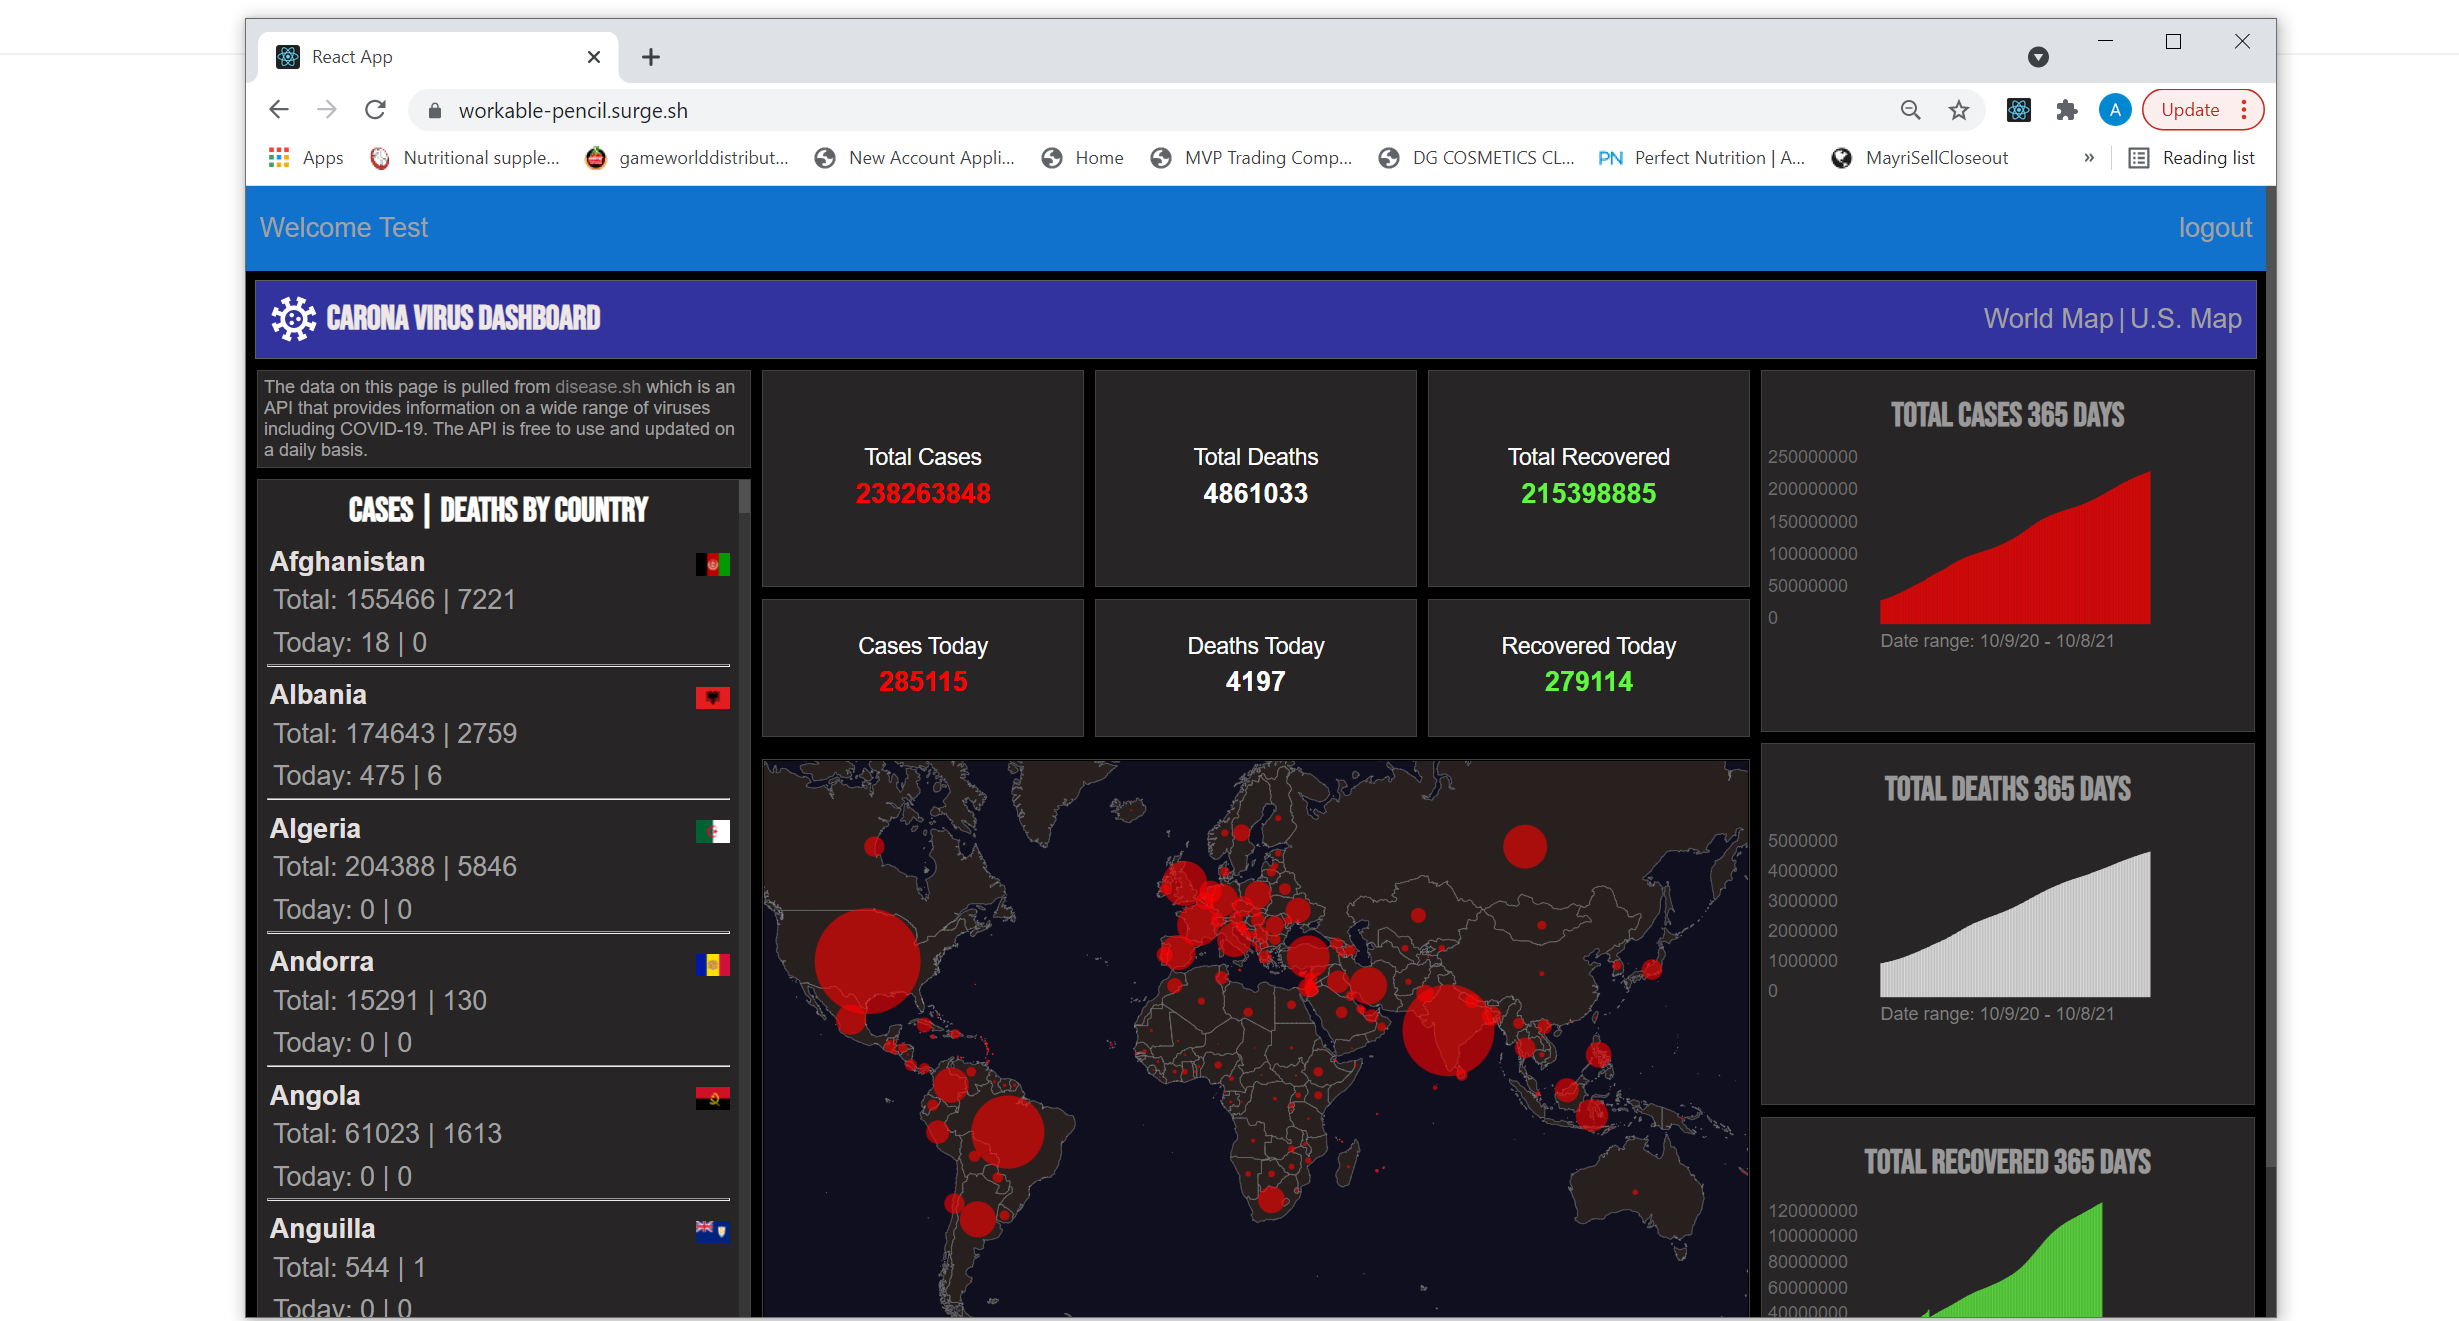 React App
workable-pencil.surge.sh
A
Update
Apps
Nutritional supple...
gameworlddistribut...
New Account Appli...
Home
MVP Trading Comp...
DG COSMETICS CL...
PN Perfect Nutrition | A...
MayriSellCloseout
»
Reading list
Welcome Test
logout
CARONA VIRUS DASHBOARD
World Map | U.S. Map
The data on this page is pulled from disease.sh which is an
API that provides information on a wide range of viruses
including COVID-19. The API is free to use and updated on
a daily basis.
CASES | DEATHS BY COUNTRY
Afghanistan
Total: 155466 | 7221
Today: 18 | 0
Albania
Total: 174643 | 2759
Today: 475 | 6
Algeria
Total: 204388 | 5846
Today: 0 | 0
Andorra
Total: 15291 | 130
Today: 0 | 0
Angola
Total: 61023 | 1613
Today: 0 | 0
Anguilla
Total: 544 | 1
Today: 0 | 0
Total Cases
238263848
Total Deaths
4861033
Total Recovered
215398885
Cases Today
285115
Deaths Today
4197
Recovered Today
279114
TOTAL CASES 365 DAYS
250000000
200000000
150000000
100000000
50000000
0
Date range: 10/9/20 - 10/8/21
TOTAL DEATHS 365 DAYS
5000000
4000000
3000000
2000000
1000000
0
Date range: 10/9/20 - 10/8/21
TOTAL RECOVERED 365 DAYS
120000000
100000000
80000000
60000000
40000000